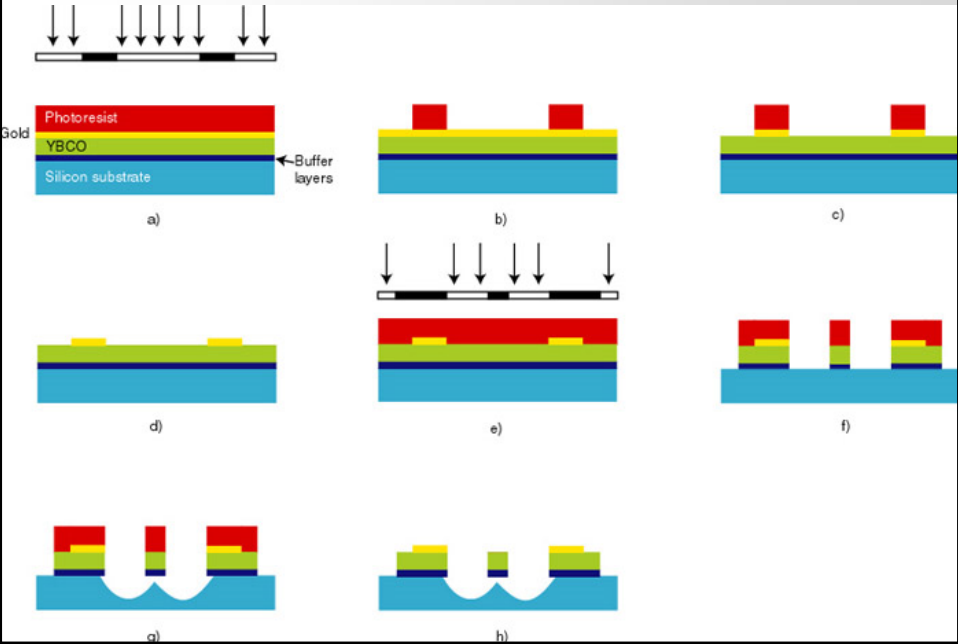 Photoresist
Gold
YBCO
Buffer
layers
Silicon substrate
a)
b)
c)
d)
e)
f)
g)
h)